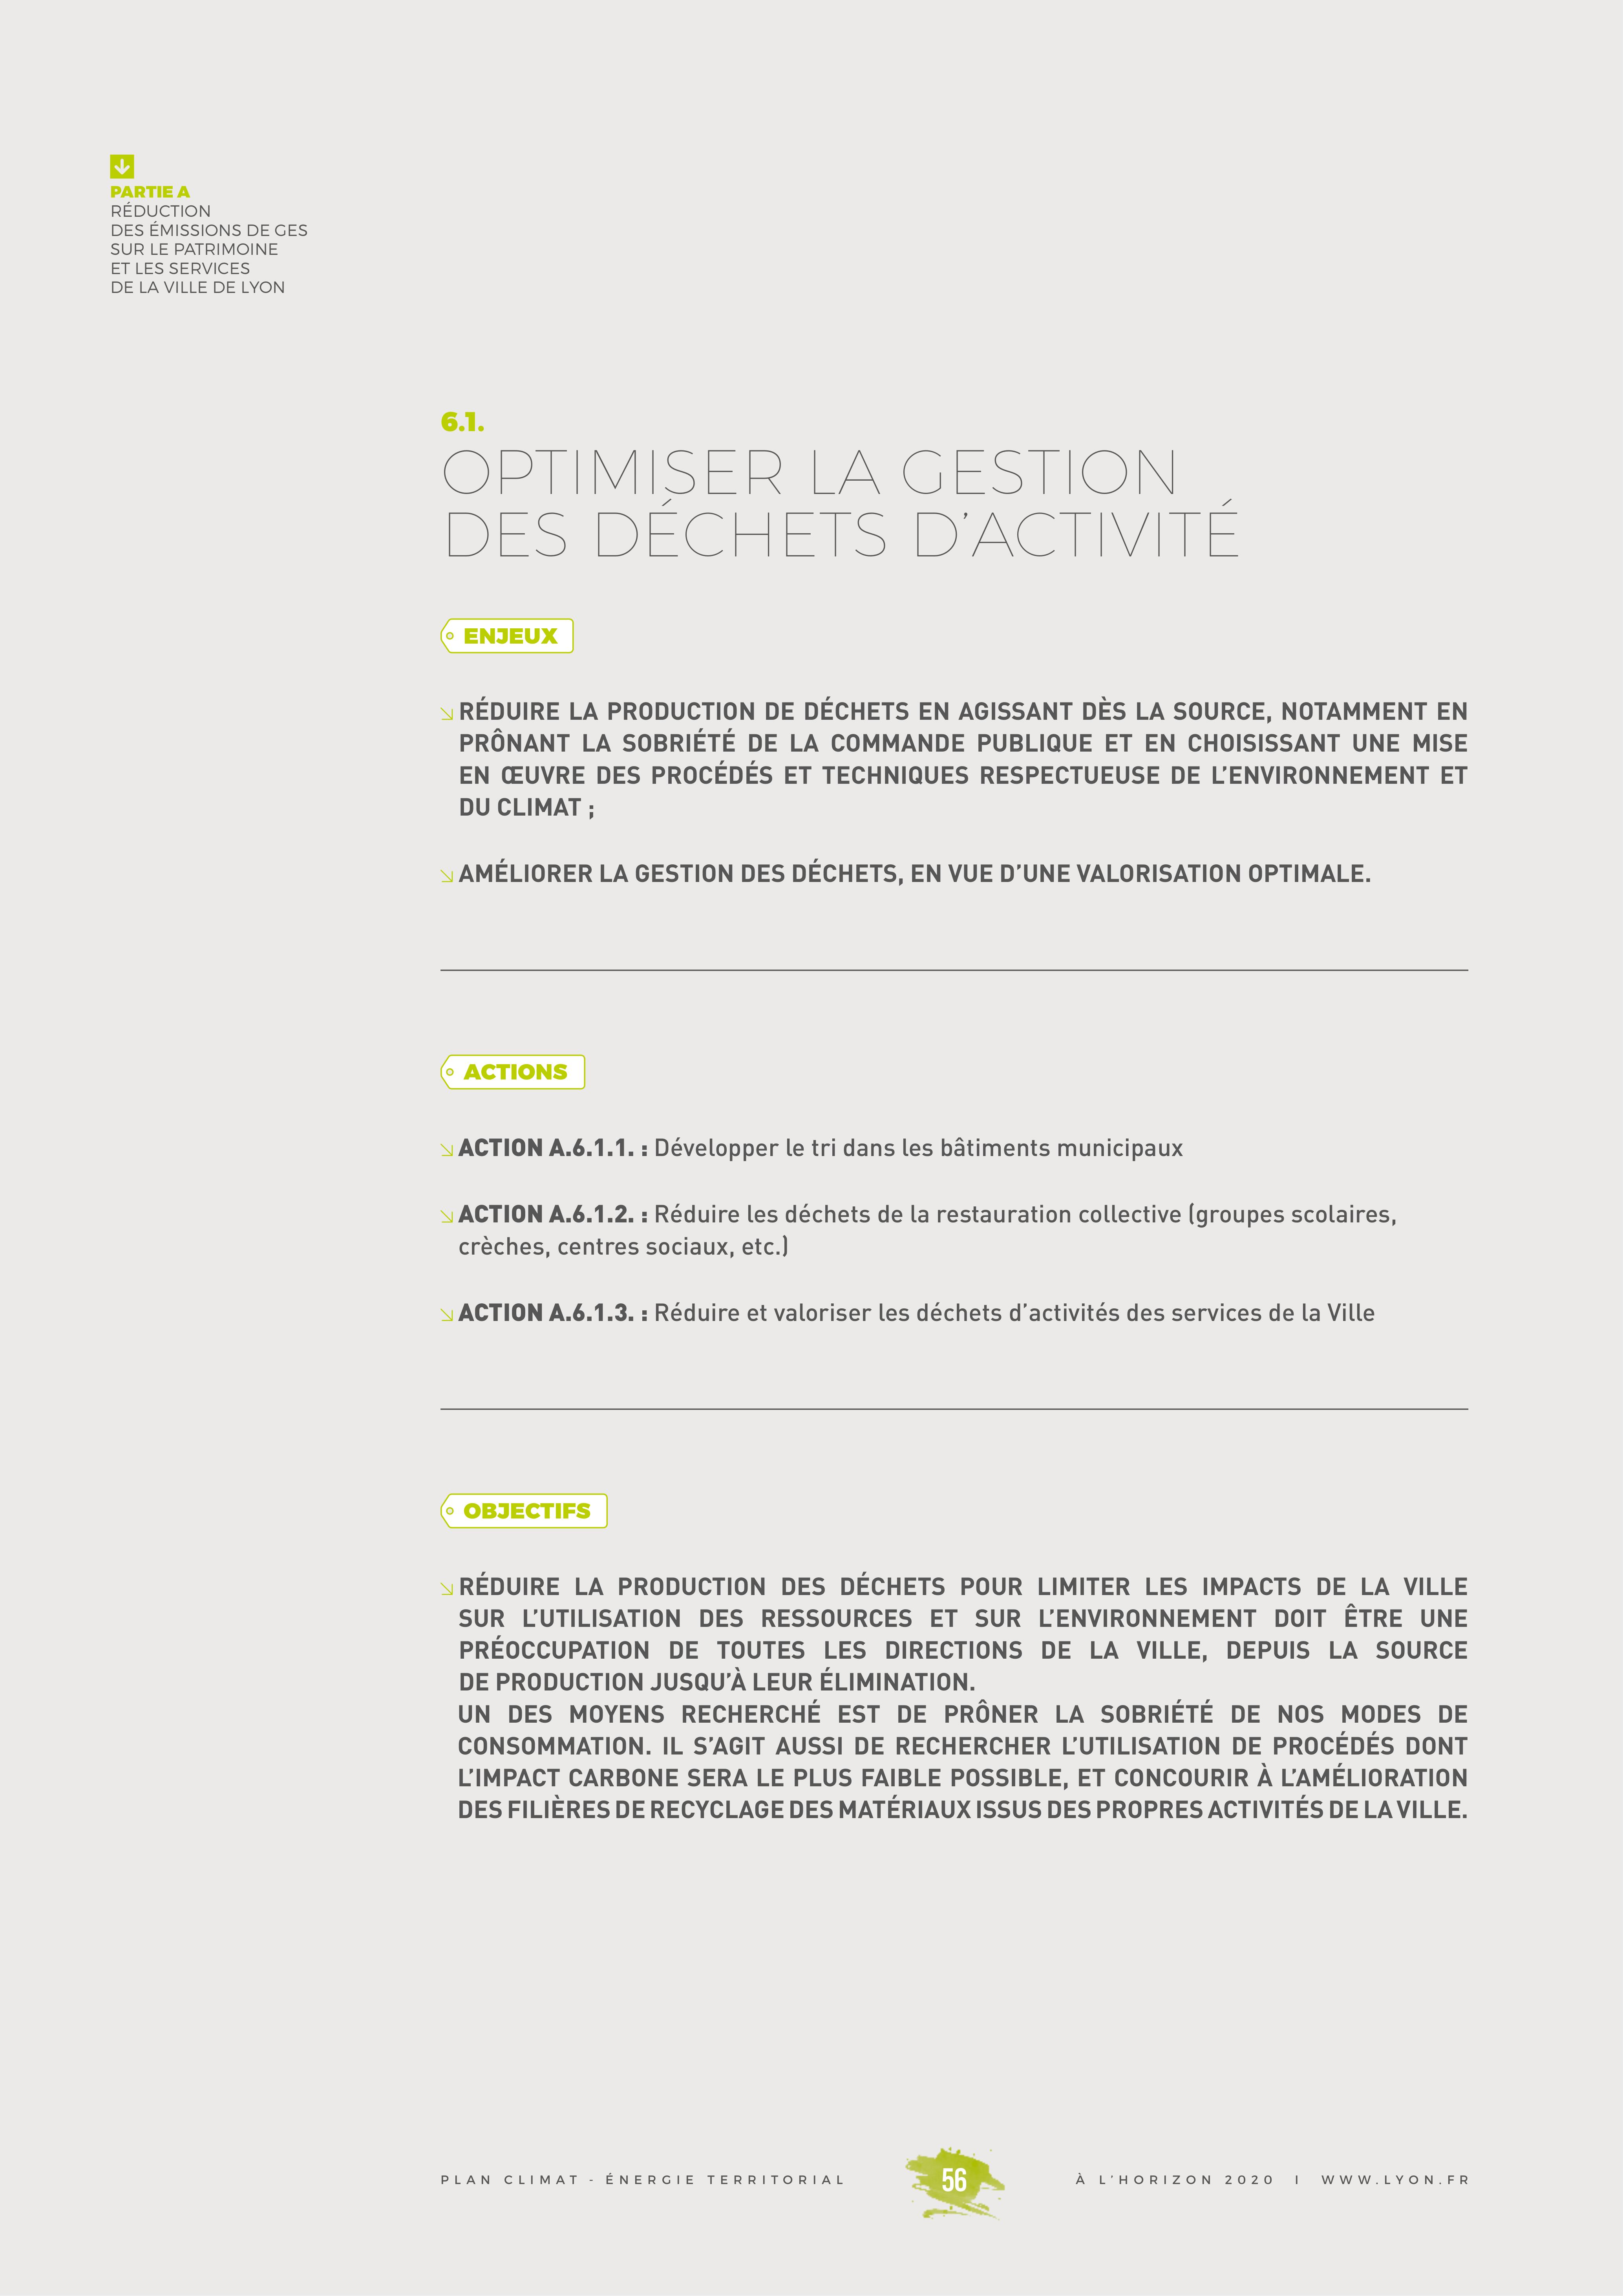 PARTIE A
RÉDUCTION
DES ÉMISSIONS DE GES
SUR LE PATRIMOINE
ET LES SERVICES
DE LA VILLE DE LYON
6.1.
OPTIMISER LA GESTION
DES DÉCHETS D’ACTIVITÉ
ENJEUX
RÉDUIRE LA PRODUCTION DE DÉCHETS EN AGISSANT DÈS LA SOURCE, NOTAMMENT EN
PRÔNANT LA SOBRIÉTÉ DE LA COMMANDE PUBLIQUE ET EN CHOISISSANT UNE MISE
EN ŒUVRE DES PROCÉDÉS ET TECHNIQUES RESPECTUEUSE DE L’ENVIRONNEMENT ET
DU CLIMAT ;
AMÉLIORER LA GESTION DES DÉCHETS, EN VUE D’UNE VALORISATION OPTIMALE.
ACTIONS
ACTION A.6.1.1. : Développer le tri dans les bâtiments municipaux
ACTION A.6.1.2. : Réduire les déchets de la restauration collective (groupes scolaires,
crèches, centres sociaux, etc.)
ACTION A.6.1.3. : Réduire et valoriser les déchets d’activités des services de la Ville
OBJECTIFS
RÉDUIRE LA PRODUCTION DES DÉCHETS POUR LIMITER LES IMPACTS DE LA VILLE
SUR L’UTILISATION DES RESSOURCES ET SUR L’ENVIRONNEMENT DOIT ÊTRE UNE
PRÉOCCUPATION DE TOUTES LES DIRECTIONS DE LA VILLE, DEPUIS LA SOURCE
DE PRODUCTION JUSQU’À LEUR ÉLIMINATION.
UN DES MOYENS RECHERCHÉ EST DE PRÔNER LA SOBRIÉTÉ DE NOS MODES DE
CONSOMMATION. IL S’AGIT AUSSI DE RECHERCHER L’UTILISATION DE PROCÉDÉS DONT
L’IMPACT CARBONE SERA LE PLUS FAIBLE POSSIBLE, ET CONCOURIR À L’AMÉLIORATION
DES FILIÈRES DE RECYCLAGE DES MATÉRIAUX ISSUS DES PROPRES ACTIVITÉS DE LA VILLE.
PLAN CLIMAT - ÉNERGIE TERRITORIAL 56 À L’HORIZON 2020 I WWW.LYON.FR